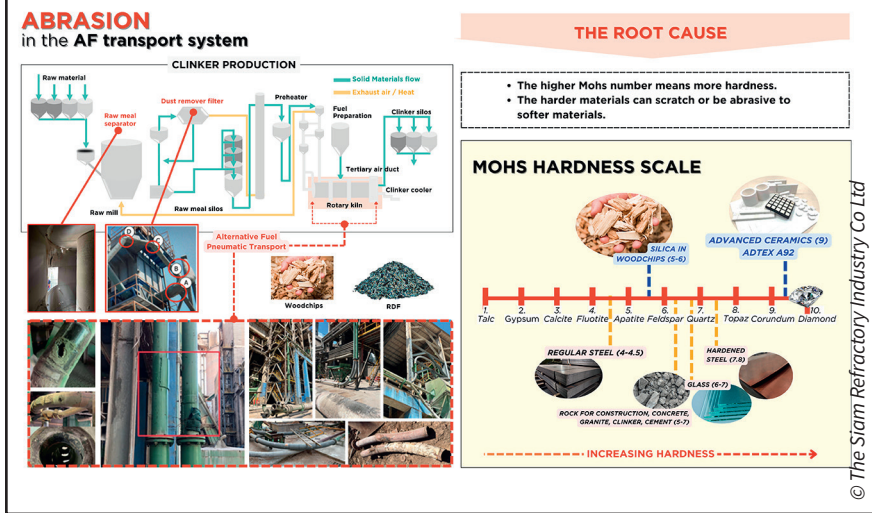 ABRASION
in the AF transport system
CLINKER PRODUCTION
Raw material
Solid Materials flow
Exhaust air / Heat
Dust remover filter
Preheater
Raw meal
separator
Fuel
Preparation
Clinker silos
Tertiary air duct
Clinker cooler
Raw mill
Raw meal silos
Rotary kiln
Alternative Fuel
Pneumatic Transport
D
C
B
A
Woodchips
RDF
THE ROOT CAUSE
• The higher Mohs number means more hardness.
• The harder materials can scratch or be abrasive to
softer materials.
MOHS HARDNESS SCALE
SILICA IN
WOODCHIPS (5-6)
ADVANCED CERAMICS (9)
ADTEX A92
1. 2. 3. 4. 5. 6. 7. 8. 9. 10.
Talc Gypsum Calcite Fluotite Apatite Feldspar Quartz Topaz Corundum Diamond
REGULAR STEEL (4-4.5)
HARDENED
STEEL (7.8)
GLASS (6-7)
ROCK FOR CONSTRUCTION, CONCRETE,
GRANITE, CLINKER, CEMENT (5-7)
INCREASING HARDNESS
© The Siam Refractory Industry Co Ltd